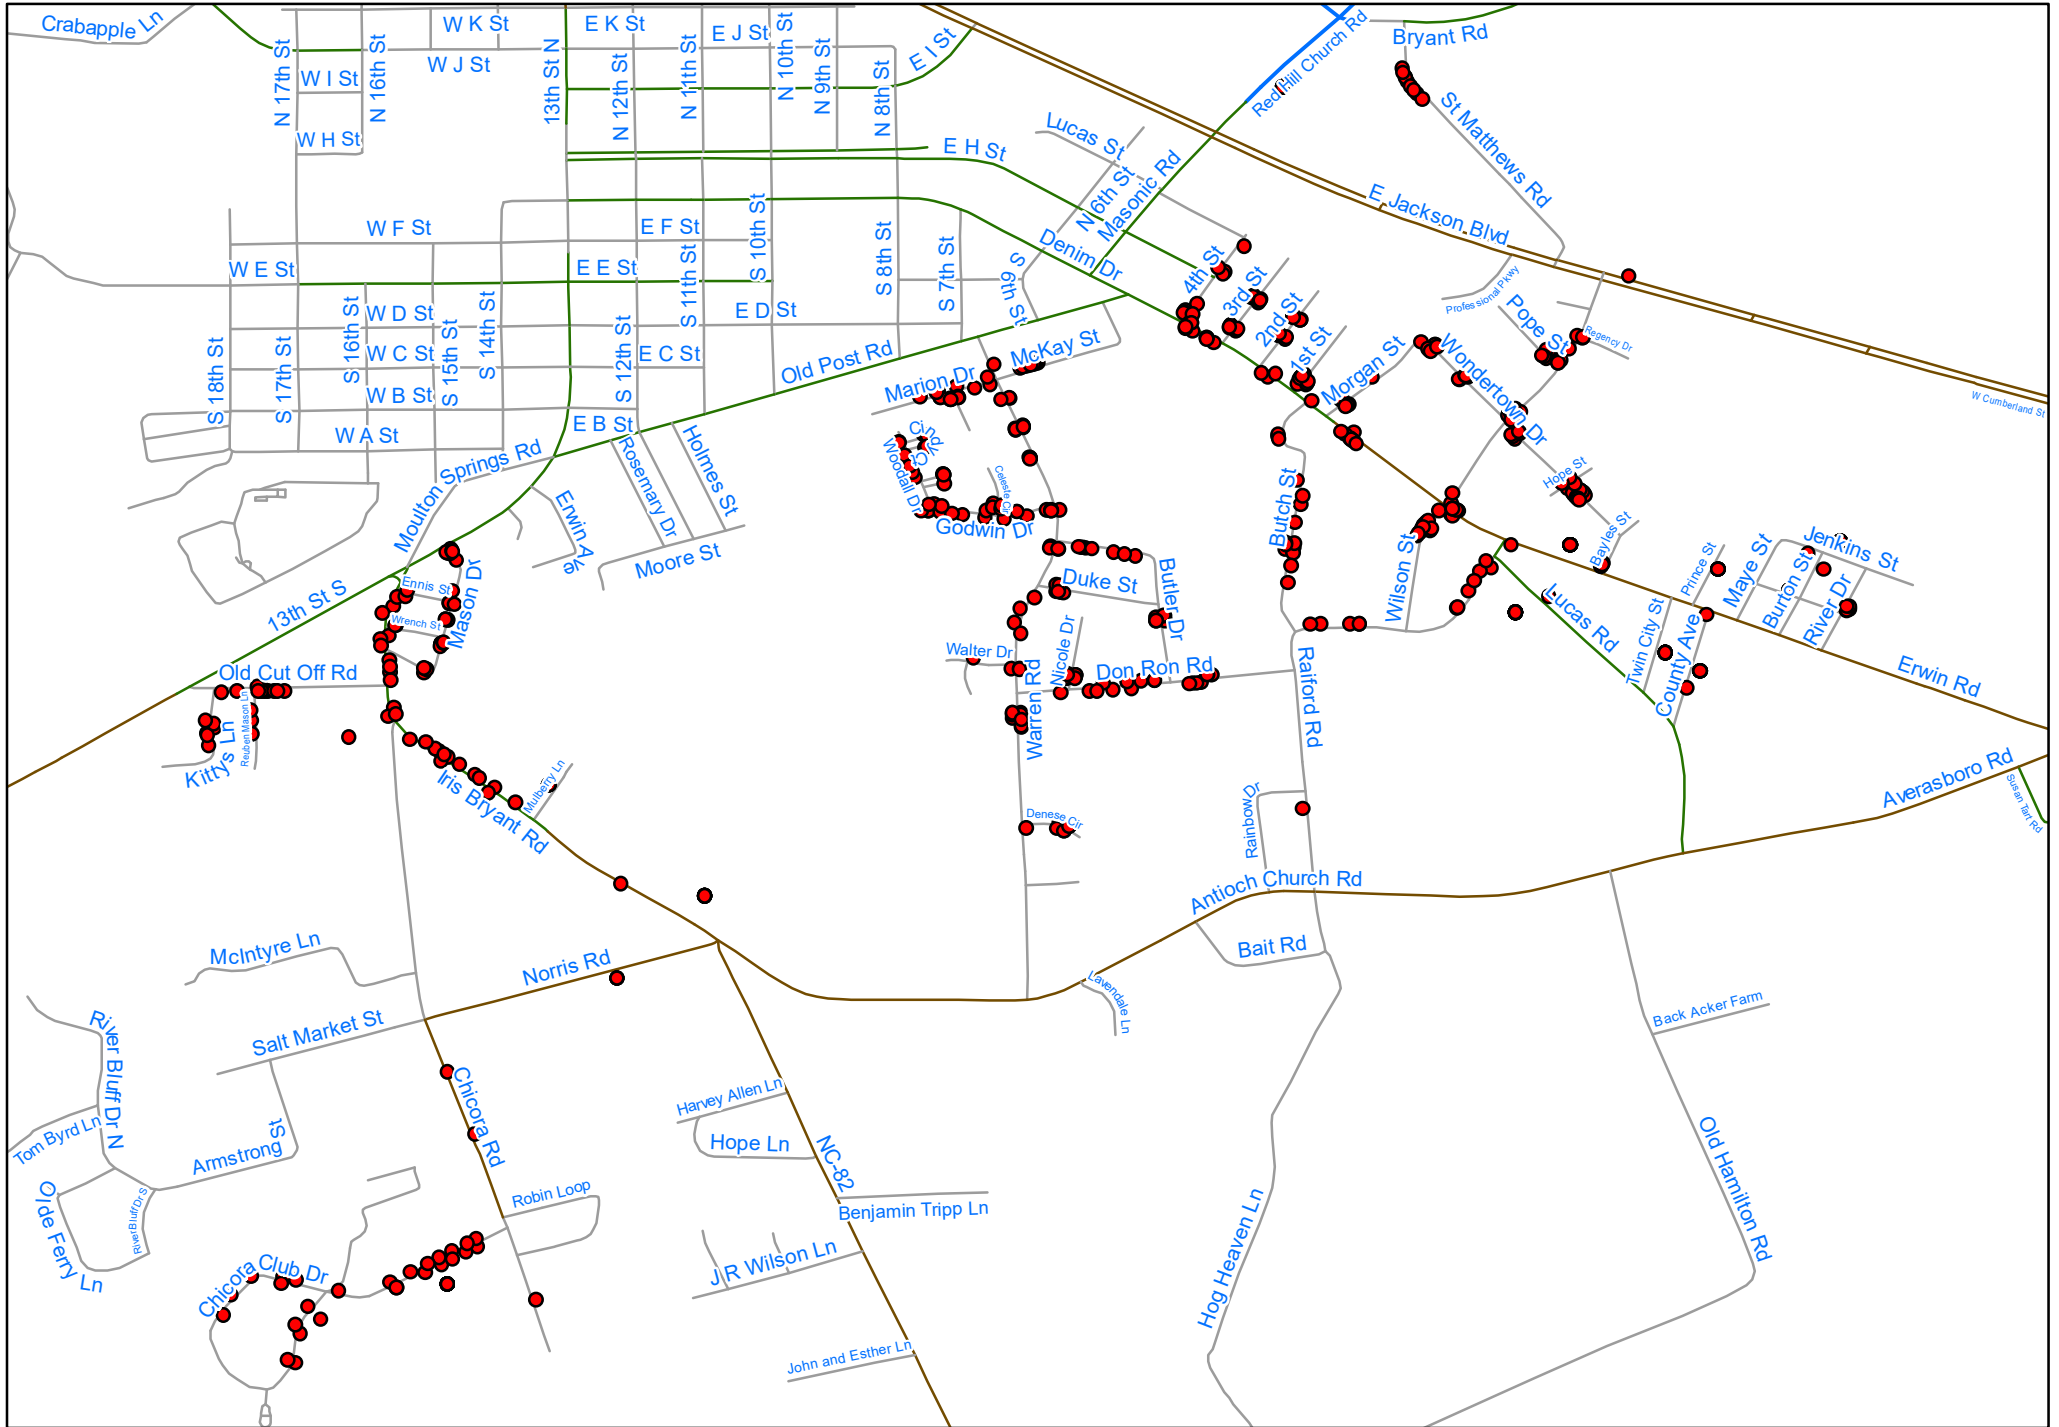 Crabapple Ln
W K St
E K St
E J St
W J St
W I St
W H St
N 17th St
N 16th St
13th St N
N 12th St
N 11th St
N 10th St
N 9th St
N 8th St
E I St
E H St
Red Hill Church Rd
Bryant Rd
St Matthews Rd
Lucas St
N 6th St
Masonic Rd
E Jackson Blvd
Denim Dr
W F St
E F St
W E St
E E St
W D St
E D St
W C St
E C St
W B St
E B St
W A St
S 18th St
S 17th St
S 16th St
S 15th St
S 14th St
S 12th St
S 11th St
S 10th St
S 8th St
S 7th St
S 6th St
4th St
3rd St
2nd St
1st St
Professional Pkwy
Pope St
Regency Dr
W Cumberland St
Old Post Rd
McKay St
Marion Dr
Morgan St
Wondertown Dr
Moulton Springs Rd
Rosemary Dr
Holmes St
Erwin Ave
Moore St
Cindy Ct
Woodall Dr
Celeste Cir
Godwin Dr
Hope St
Bayles St
Butch St
Wilson St
Jenkins St
Prince St
Maye St
Burton St
River Dr
13th St S
Ennis St
Wrench St
Mason Dr
Duke St
Butler Dr
Nicole Dr
Walter Dr
Don Ron Rd
Warren Rd
Raiford Rd
Lucas Rd
Twin City St
County Ave
Erwin Rd
Old Cut Off Rd
Kittys Ln
Reuben Mason Ln
Iris Bryant Rd
Mulberry Ln
Denese Cir
Rainbow Dr
Averasboro Rd
Susan Tart Rd
Antioch Church Rd
Bait Rd
McIntyre Ln
Norris Rd
Lavendale Ln
Back Acker Farm
River Bluff Dr N
Salt Market St
Chicora Rd
Tom Byrd Ln
Armstrong St
Harvey Allen Ln
Hope Ln
NC-82
Old Hamilton Rd
Olde Ferry Ln
River Bluff Dr S
Robin Loop
Benjamin Tripp Ln
Hog Heaven Ln
Chicora Club Dr
J R Wilson Ln
John and Esther Ln